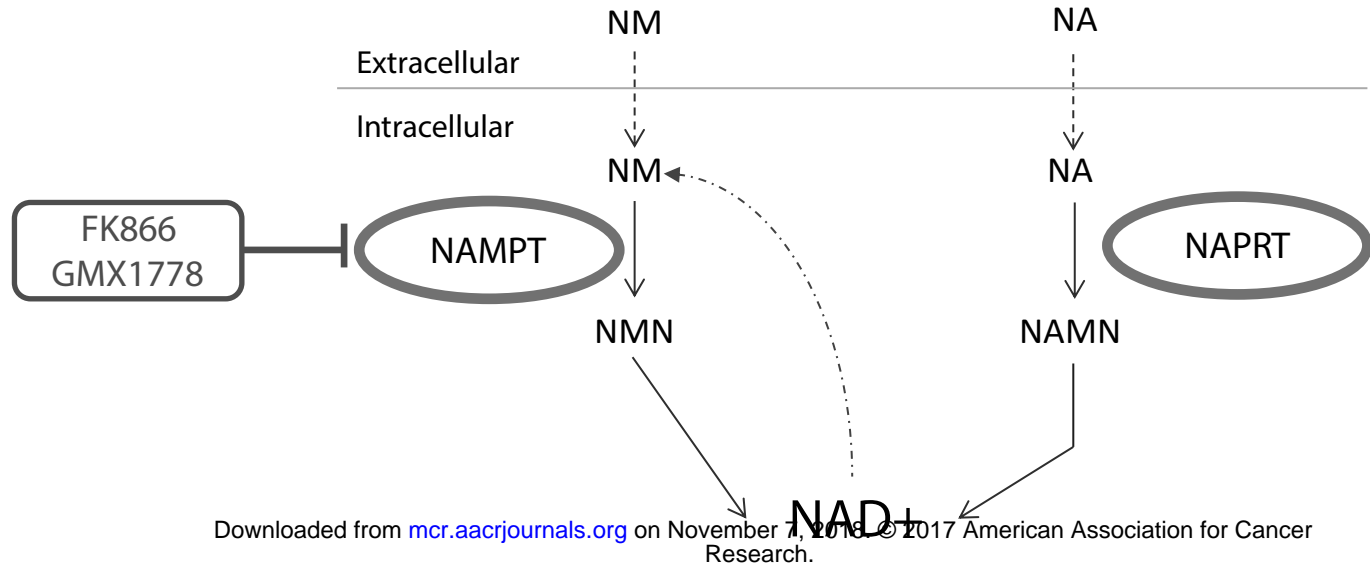 NM
NA
Extracellular
Intracellular
NM
NA
FK866
GMX1778
NAMPT
NAPRT
NMN
NAMN
NAD+
Downloaded from mcr.aacrjournals.org on November 7, 2018. © 2017 American Association for Cancer
Research.